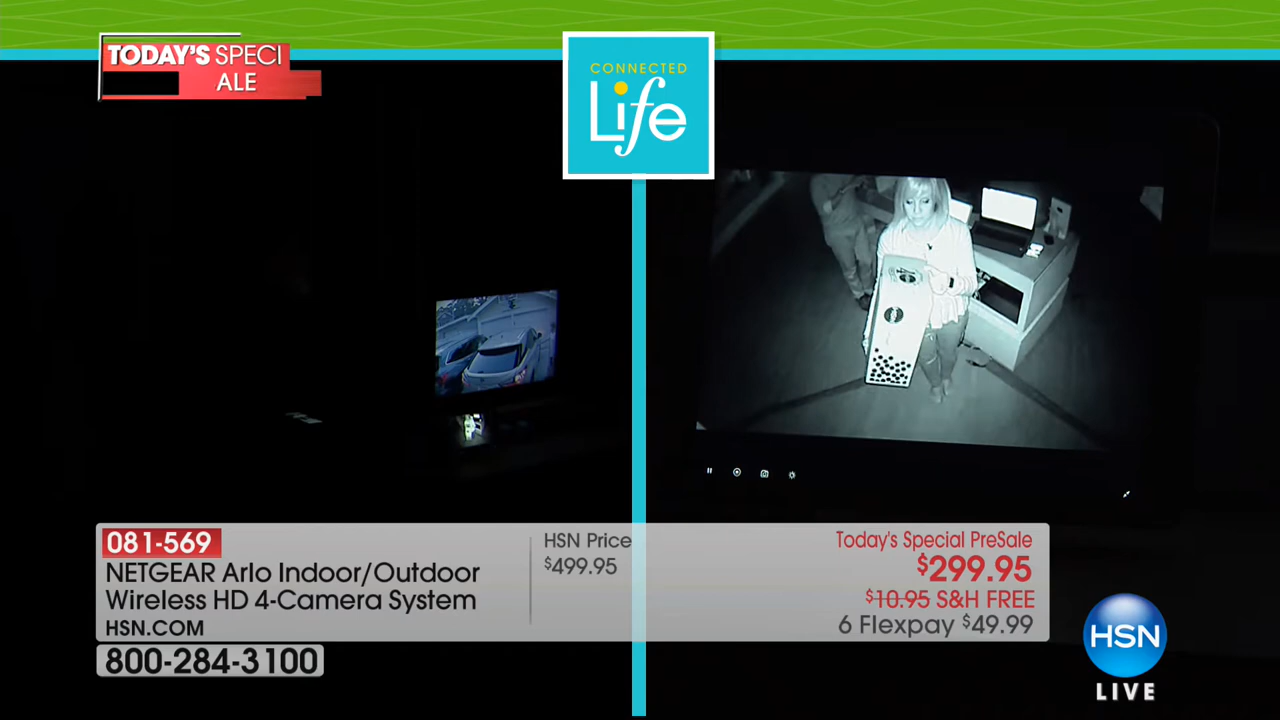 TODAY'S SPECI
ALE
CONNECTED
Life
081-569
NETGEAR Arlo Indoor/Outdoor
Wireless HD 4-Camera System
HSN.COM
800-284-3100
HSN Price
$499.95
Today's Special PreSale
$299.95
$10.95 S&H FREE
6 Flexpay $49.99
HSN
LIVE